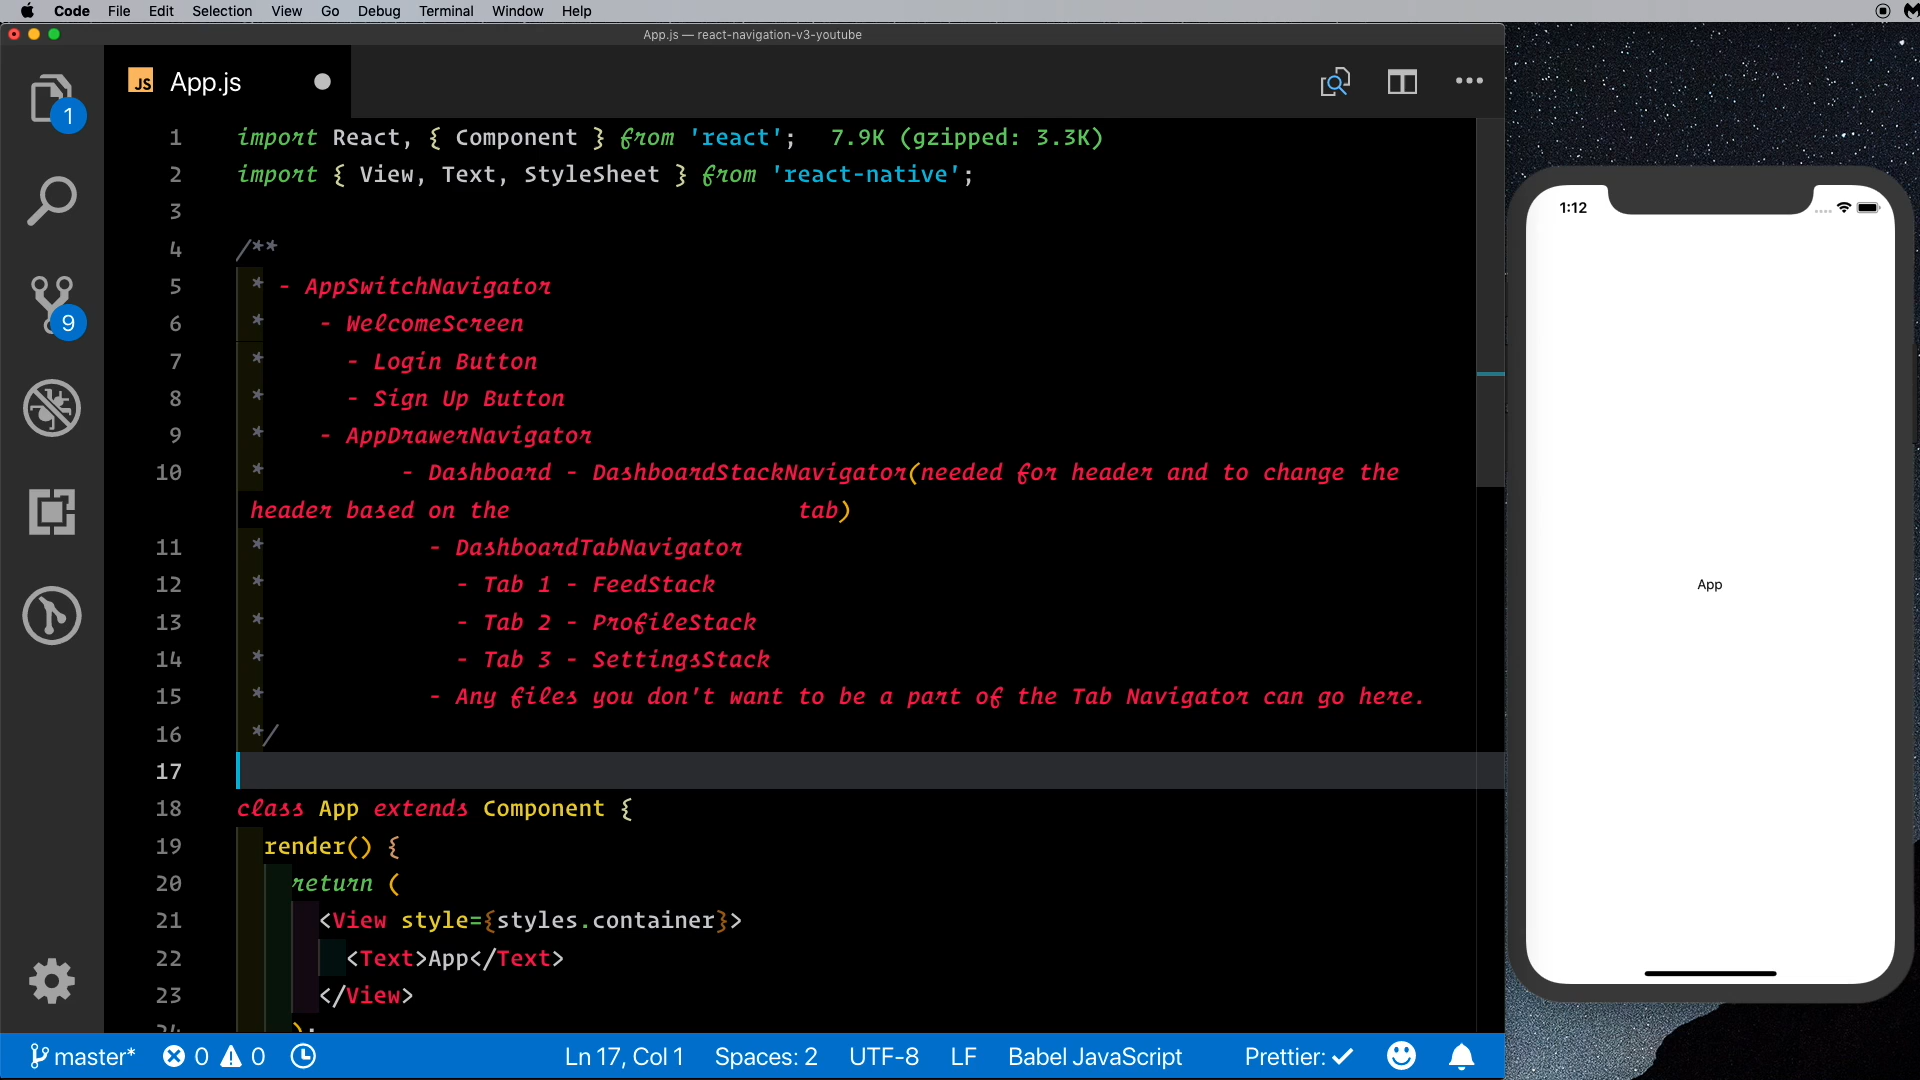 Code File Edit Selection View Go Debug Terminal Window Help
App.js — react-navigation-v3-youtube
JS App.js
1 import React, { Component } from 'react'; 7.9K (gzipped: 3.3K)
2 import { View, Text, StyleSheet } from 'react-native';
3
4 /**
5 * - AppSwitchNavigator
6 * - WelcomeScreen
7 * - Login Button
8 * - Sign Up Button
9 * - AppDrawerNavigator
10 * - Dashboard - DashboardStackNavigator(needed for header and to change the
header based on the tab)
11 * - DashboardTabNavigator
12 * - Tab 1 - FeedStack
13 * - Tab 2 - ProfileStack
14 * - Tab 3 - SettingsStack
15 * - Any files you don't want to be a part of the Tab Navigator can go here.
16 */
17
18 class App extends Component {
19 render() {
20 return (
21 <View style={styles.container}>
22 <Text>App</Text>
23 </View>
24 );
1
9
master* 0 0 Ln 17, Col 1 Spaces: 2 UTF-8 LF Babel JavaScript Prettier: ✓
1:12
App